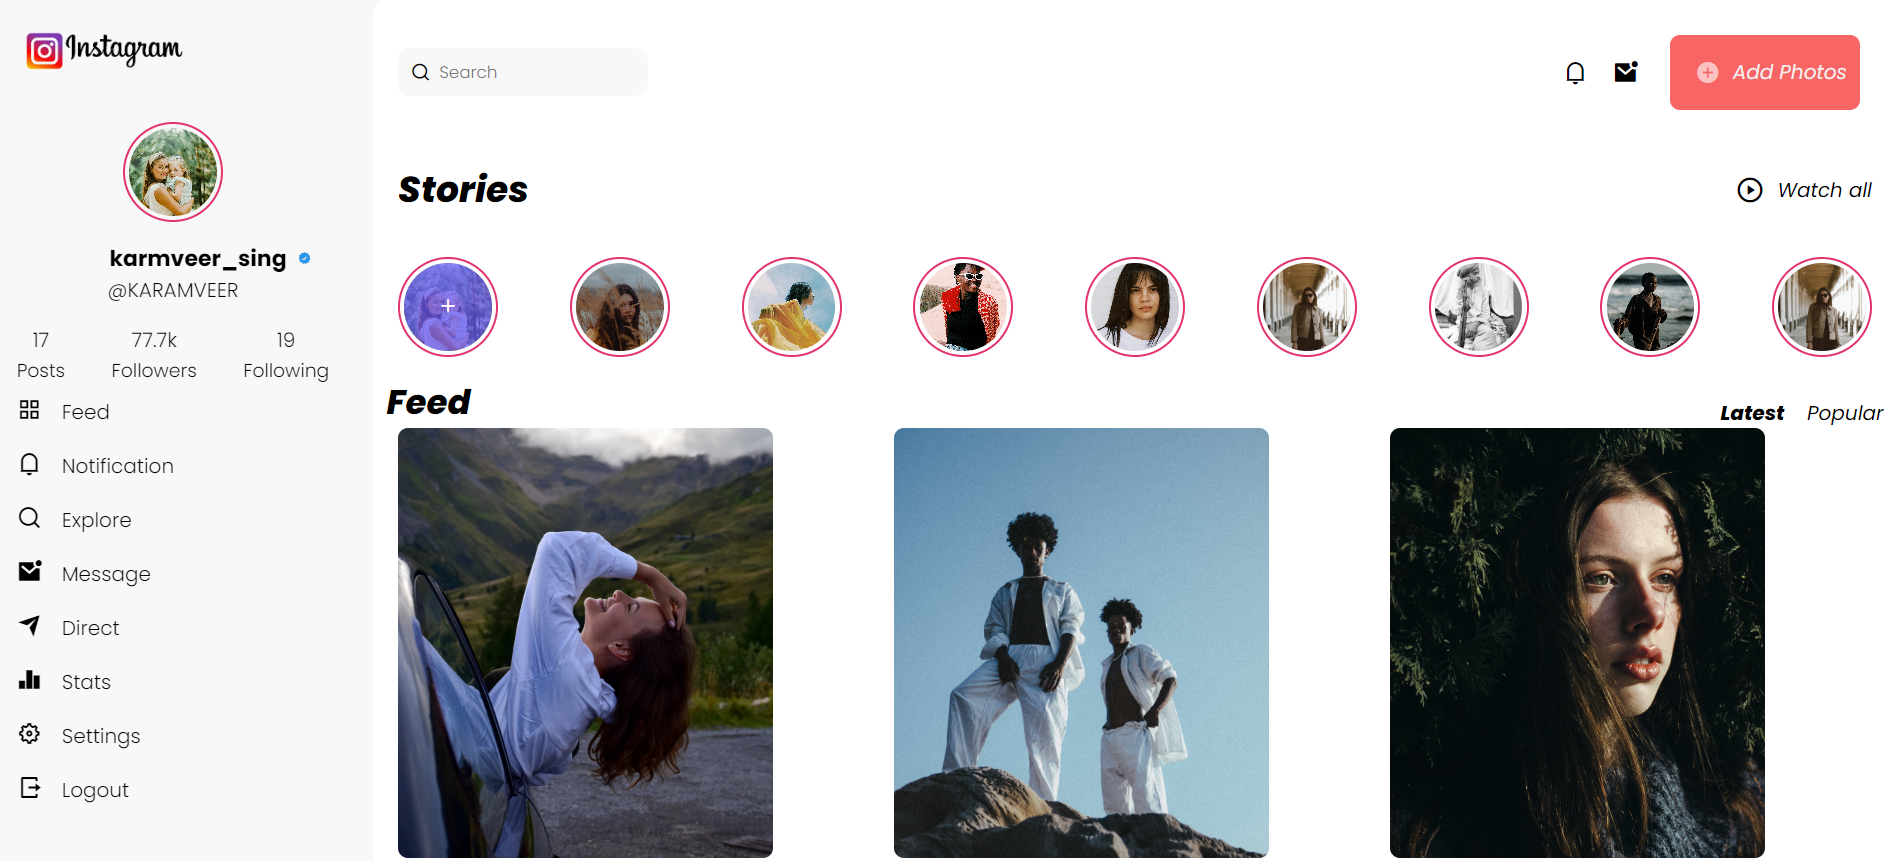 Instagram
karmveer_sing
@KARAMVEER
17 77.7k 19
Posts Followers Following
Feed
Notification
Explore
Message
Direct
Stats
Settings
Logout
Search
Add Photos
Stories
Watch all
Feed
Latest Popular